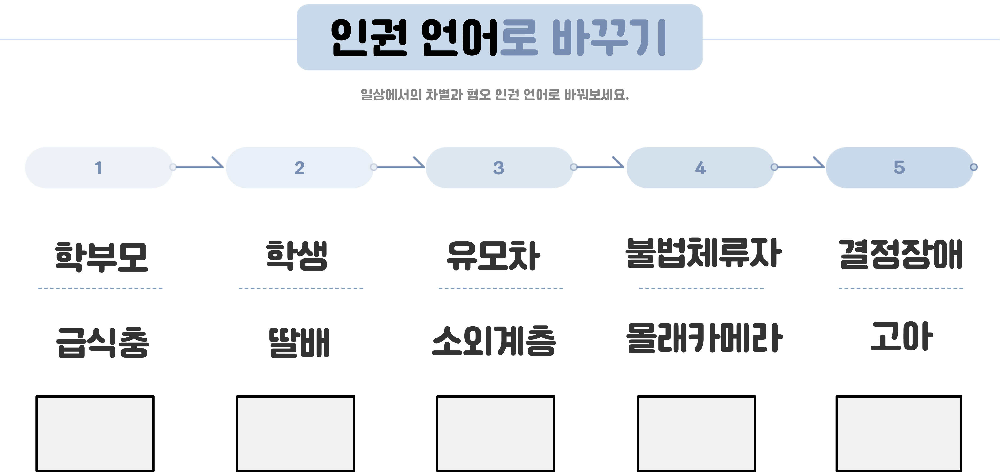 인권 언어로 바꾸기
일상에서의 차별과 혐오 인권 언어로 바꿔보세요.
1 2 3 4 5
학부모 학생 유모차 불법체류자 결정장애
급식충 딸배 소외계층 몰래카메라 고아